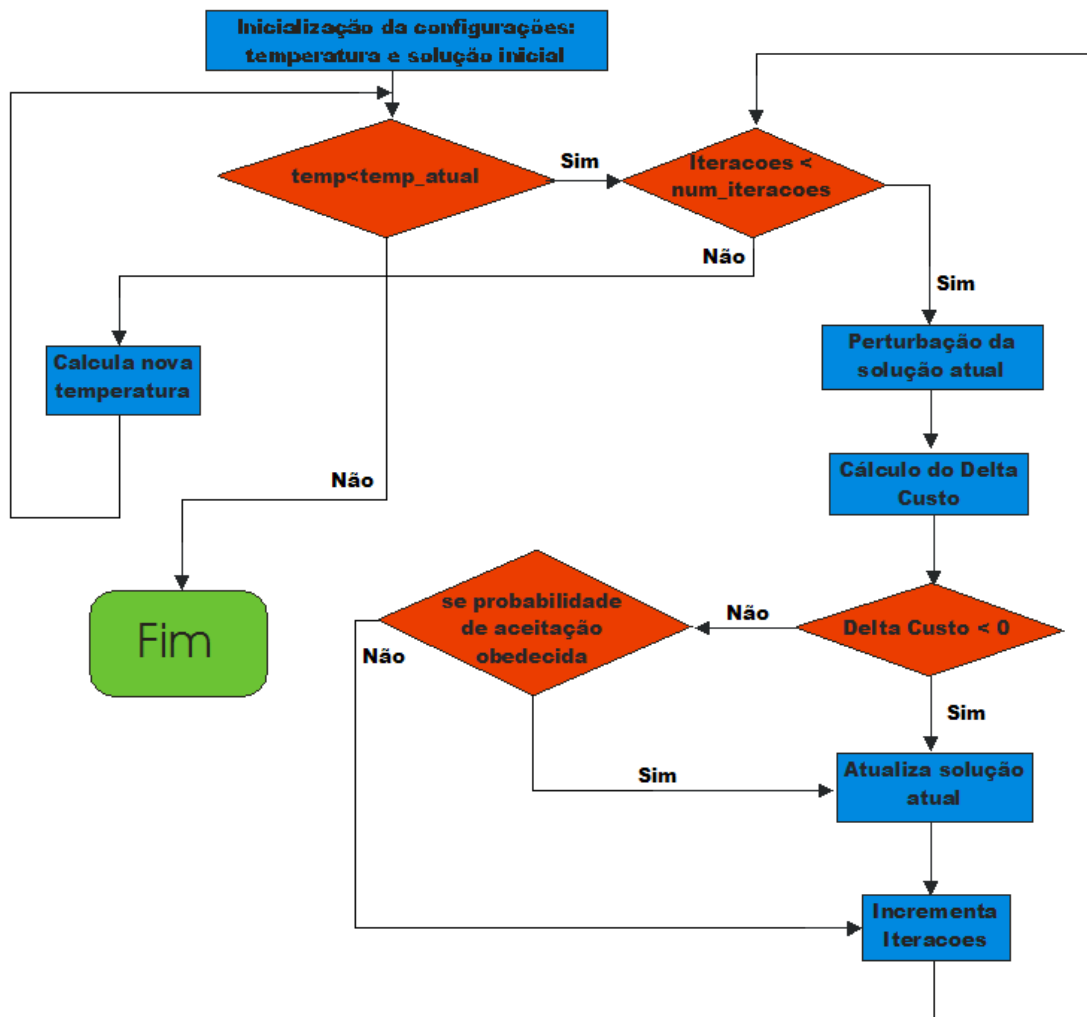 Inicialização da configurações:
temperatura e solução inicial
temp<temp_atual
Sim
Iteracoes <
num_iteracoes
Não
Sim
Calcula nova
temperatura
Perturbação da
solução atual
Não
Cálculo do Delta
Custo
Fim
se probabilidade
de aceitação
obedecida
Não
Delta Custo < 0
Não
Sim
Sim
Atualiza solução
atual
Incrementa
Iteracoes